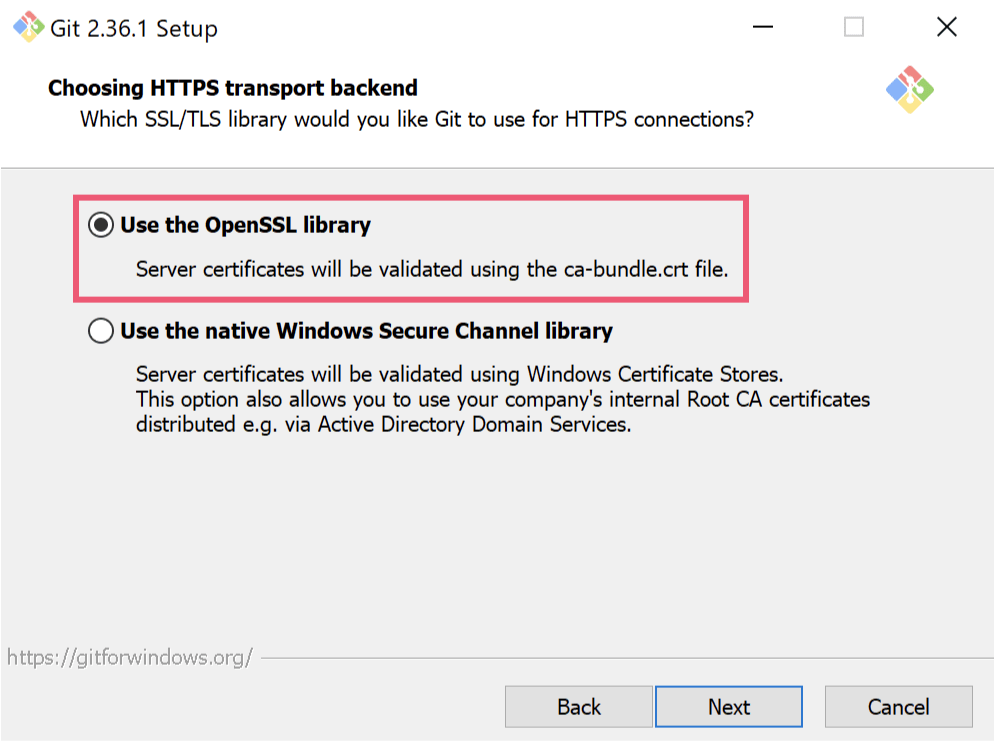 Git 2.36.1 Setup
Choosing HTTPS transport backend
Which SSL/TLS library would you like Git to use for HTTPS connections?
Use the OpenSSL library
Server certificates will be validated using the ca-bundle.crt file.
Use the native Windows Secure Channel library
Server certificates will be validated using Windows Certificate Stores.
This option also allows you to use your company's internal Root CA certificates
distributed e.g. via Active Directory Domain Services.
https://gitforwindows.org/
Back Next Cancel